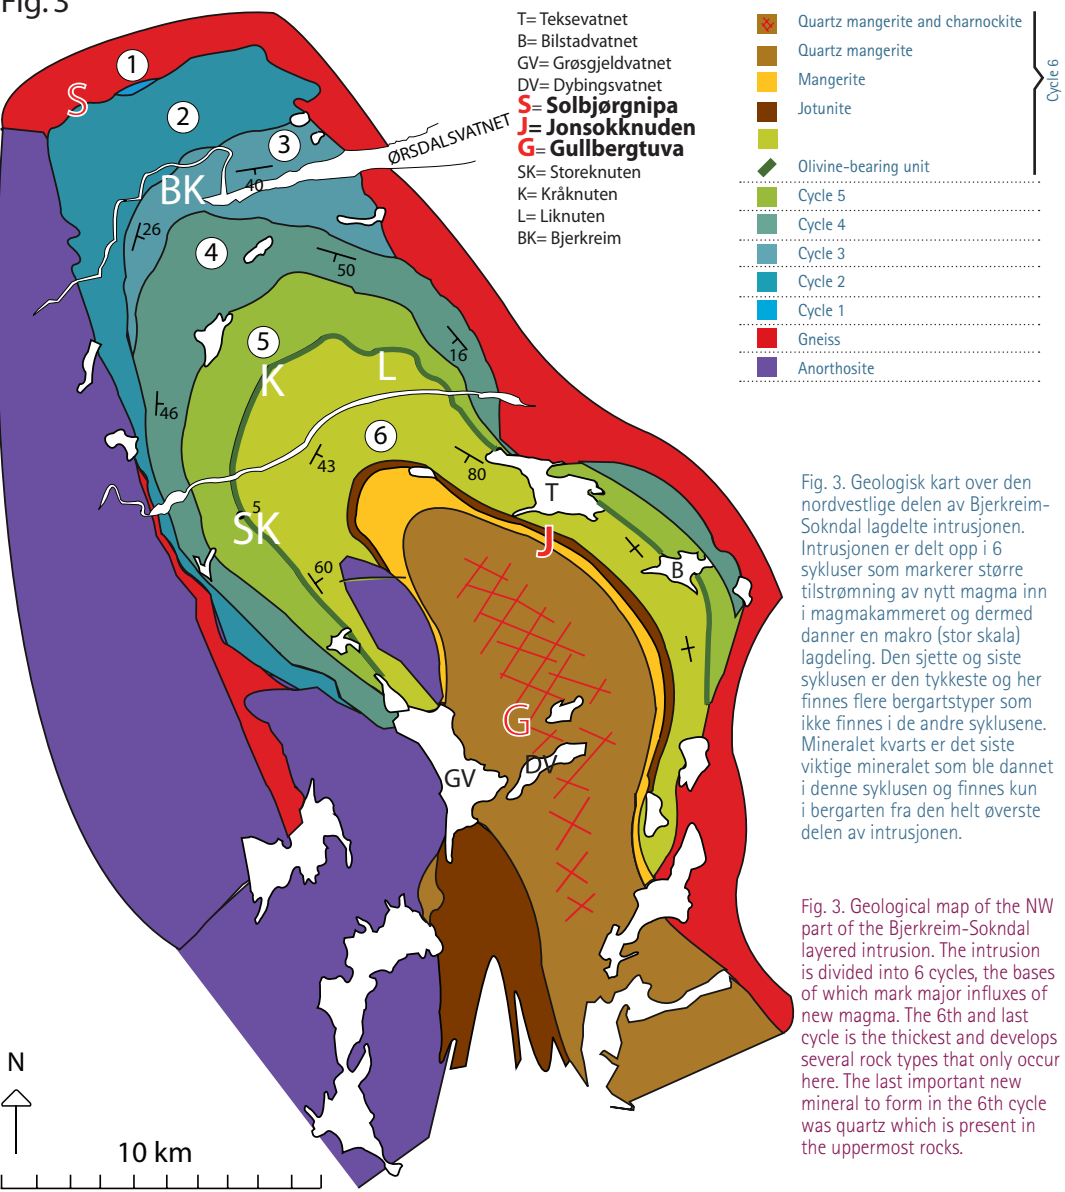 Fig. 3
T= Teksevatnet
B= Bilstadvatnet
GV= Grøsgjeldvatnet
DV= Dybingsvatnet
S= Solbjørgnipa
J= Jonsokknuden
G= Gullbergtuva
SK= Storeknuten
K= Kråknuten
L= Liknuten
BK= Bjerkreim
Quartz mangerite and charnockite
Quartz mangerite
Mangerite
Jotunite
Olivine-bearing unit
Cycle 6
Cycle 5
Cycle 4
Cycle 3
Cycle 2
Cycle 1
Gneiss
Anorthosite
1
S
2
3
ØRSDALSVATNET
40
BK
26
4
50
5
16
K
L
46
6
43
80
T
5
SK
J
60
B
G
DV
GV
N
10 km
Fig. 3. Geologisk kart over den
nordvestlige delen av Bjerkreim-
Sokndal lagdelte intrusjonen.
Intrusjonen er delt opp i 6
sykluser som markerer større
tilstrømning av nytt magma inn
i magmakammeret og dermed
danner en makro (stor skala)
lagdeling. Den sjette og siste
syklusen er den tykkeste og her
finnes flere bergartstyper som
ikke finnes i de andre syklusene.
Mineralet kvarts er det siste
viktige mineralet som ble dannet
i denne syklusen og finnes kun
i bergarten fra den helt øverste
delen av intrusjonen.
Fig. 3. Geological map of the NW
part of the Bjerkreim-Sokndal
layered intrusion. The intrusion
is divided into 6 cycles, the bases
of which mark major influxes of
new magma. The 6th and last
cycle is the thickest and develops
several rock types that only occur
here. The last important new
mineral to form in the 6th cycle
was quartz which is present in
the uppermost rocks.